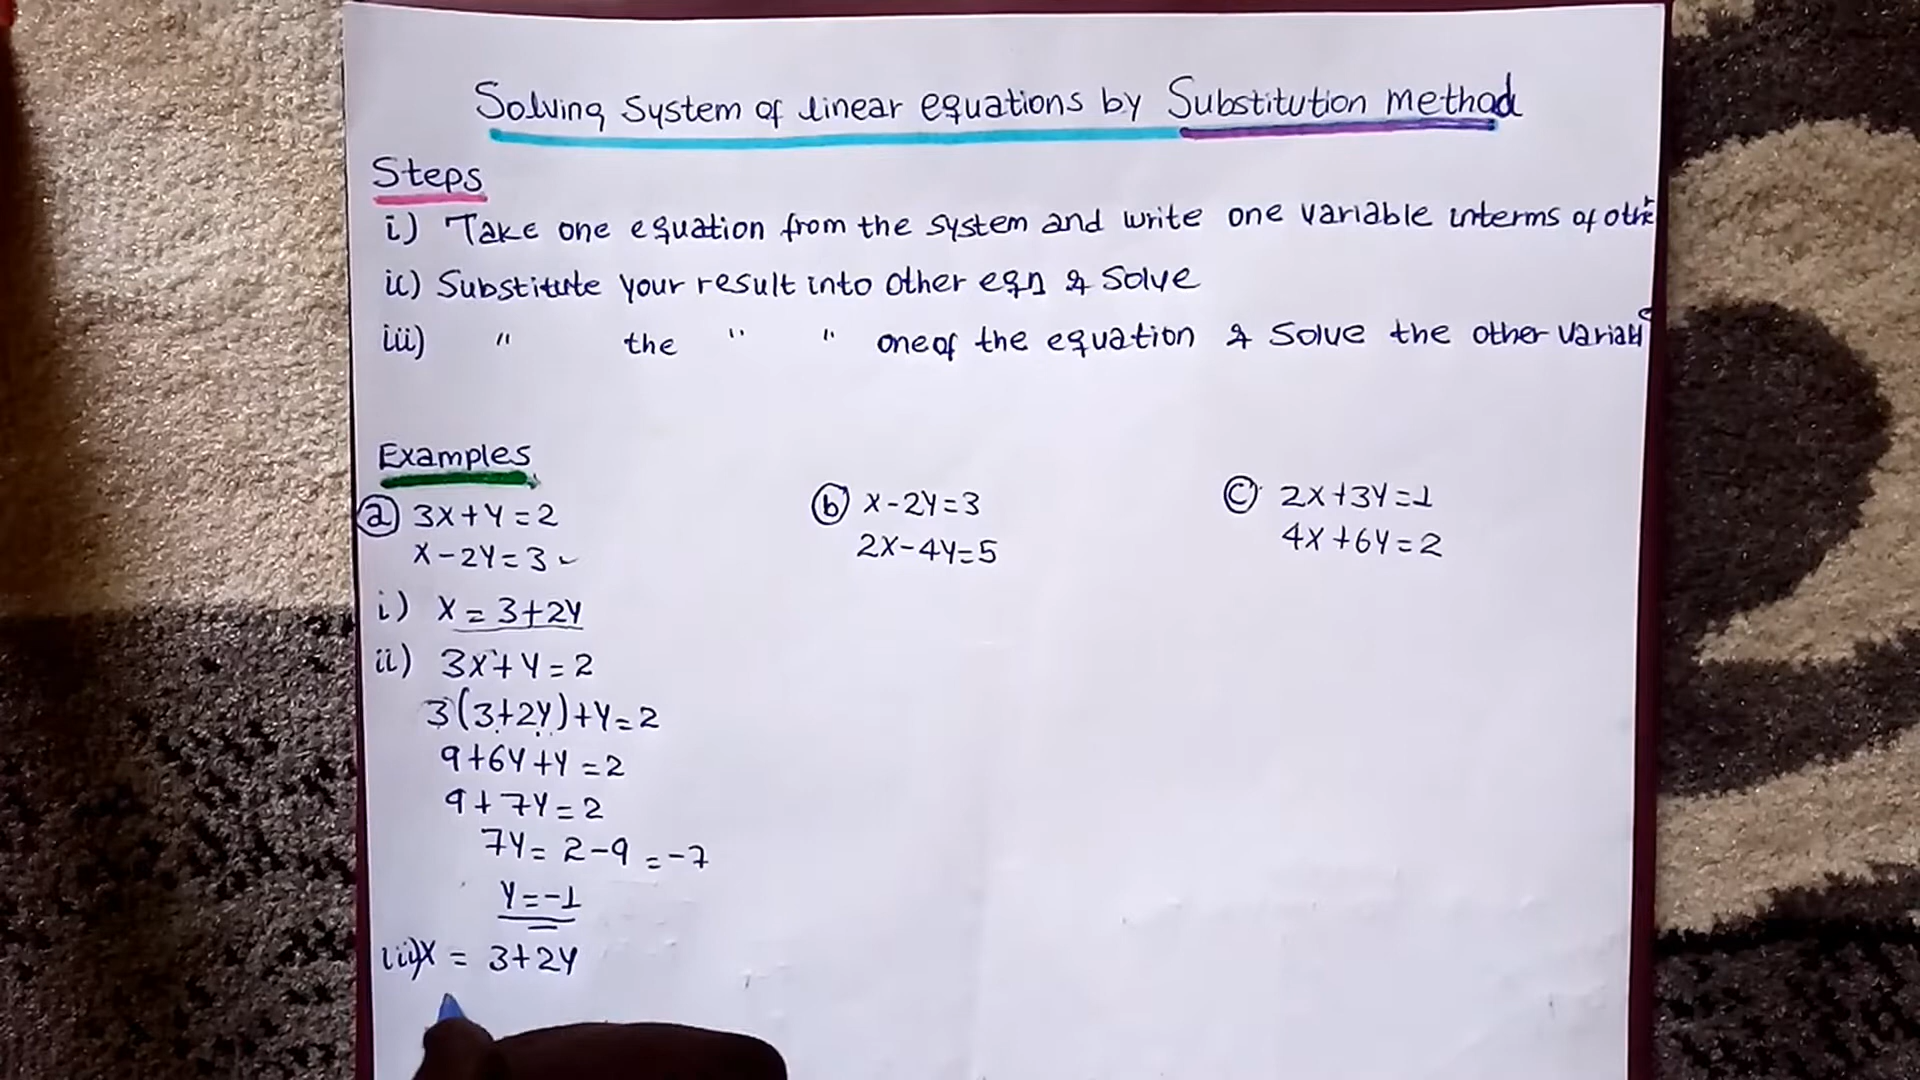 Solving System of linear equations by Substitution method
Steps
i) Take one equation from the system and write one variable interms of
ii) Substitute your result into other eqn & Solve
iii) " the " " one of the equation & Solve the other
Examples
ⓐ 3x+y=2
x-2y=3
i) x=3+2y
ii) 3x+y=2
3(3+2y)+y=2
9+6y+y=2
9+7y=2
7y=2-9=-7
y=-1
iii) x = 3+2y
ⓑ x-2y=3
2x-4y=5
ⓒ 2x+3y=1
4x+6y=2